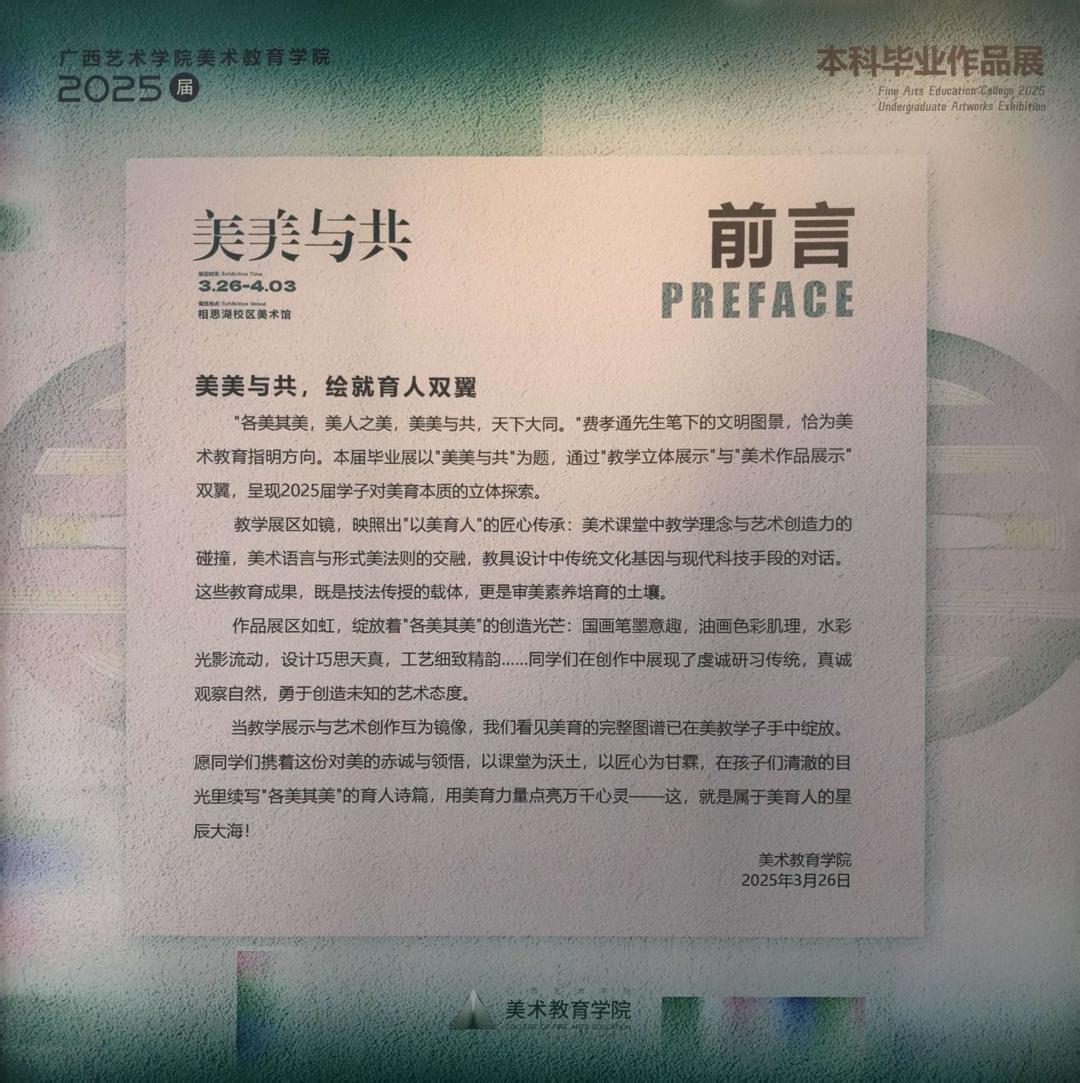 广西艺术学院美术教育学院
2025届
本科毕业作品展
Fine Arts Education College 2025
Undergraduate Artworks Exhibition
美美与共
展览时间/Exhibition Time
3.26-4.03
展览地点/Exhibition Venue
相思湖校区美术馆
前言
PREFACE
美美与共，绘就育人双翼
"各美其美，美人之美，美美与共，天下大同。"费孝通先生笔下的文明图景，恰为美
术教育指明方向。本届毕业展以"美美与共"为题，通过"教学立体展示"与"美术作品展示"
双翼，呈现2025届学子对美育本质的立体探索。
教学展区如镜，映照出"以美育人"的匠心传承：美术课堂中教学理念与艺术创造力的
碰撞，美术语言与形式美法则的交融，教具设计中传统文化基因与现代科技手段的对话。
这些教育成果，既是技法传授的载体，更是审美素养培育的土壤。
作品展区如虹，绽放着"各美其美"的创造光芒：国画笔墨意趣，油画色彩肌理，水彩
光影流动，设计巧思天真，工艺细致精韵......同学们在创作中展现了虔诚研习传统，真诚
观察自然，勇于创造未知的艺术态度。
当教学展示与艺术创作互为镜像，我们看见美育的完整图谱已在美教学子手中绽放。
愿同学们携着这份对美的赤诚与领悟，以课堂为沃土，以匠心为甘霖，在孩子们清澈的目
光里续写"各美其美"的育人诗篇，用美育力量点亮万千心灵——这，就是属于美育人的星
辰大海！
美术教育学院
2025年3月26日
广西艺术学院
美术教育学院
COLLEGE OF FINE ARTS EDUCATION